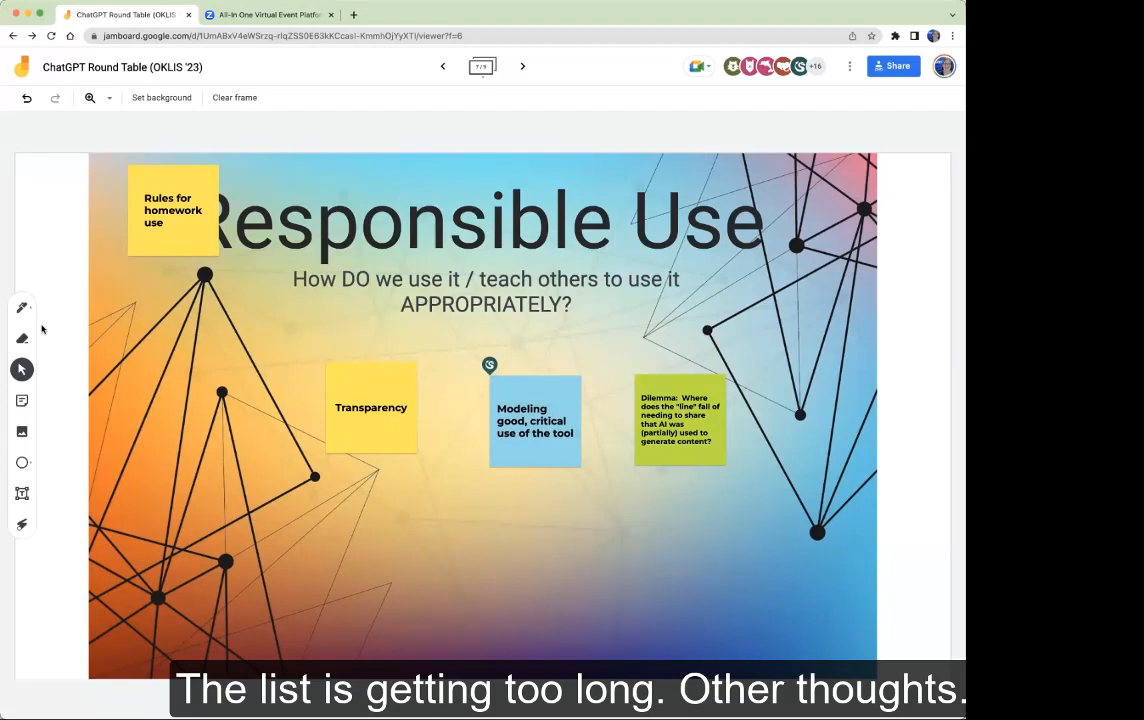 ChatGPT Round Table (OKLIS '
All-In One Virtual Event Platfor
jamboard.google.com/d/1UmABxV4eWSrzq-rlqZSS0E63kKCcasl-KmmhOjYyXTI/viewer?f=6
ChatGPT Round Table (OKLIS '23)
7/9
+16
Share
Set background
Clear frame
Rules for
homework
use
Responsible Use
How DO we use it / teach others to use it
APPROPRIATELY?
Transparency
Modeling
good, critical
use of the tool
Dilemma: Where
does the "line" fall of
needing to share
that AI was
(partially) used to
generate content?
The list is getting too long. Other thoughts.